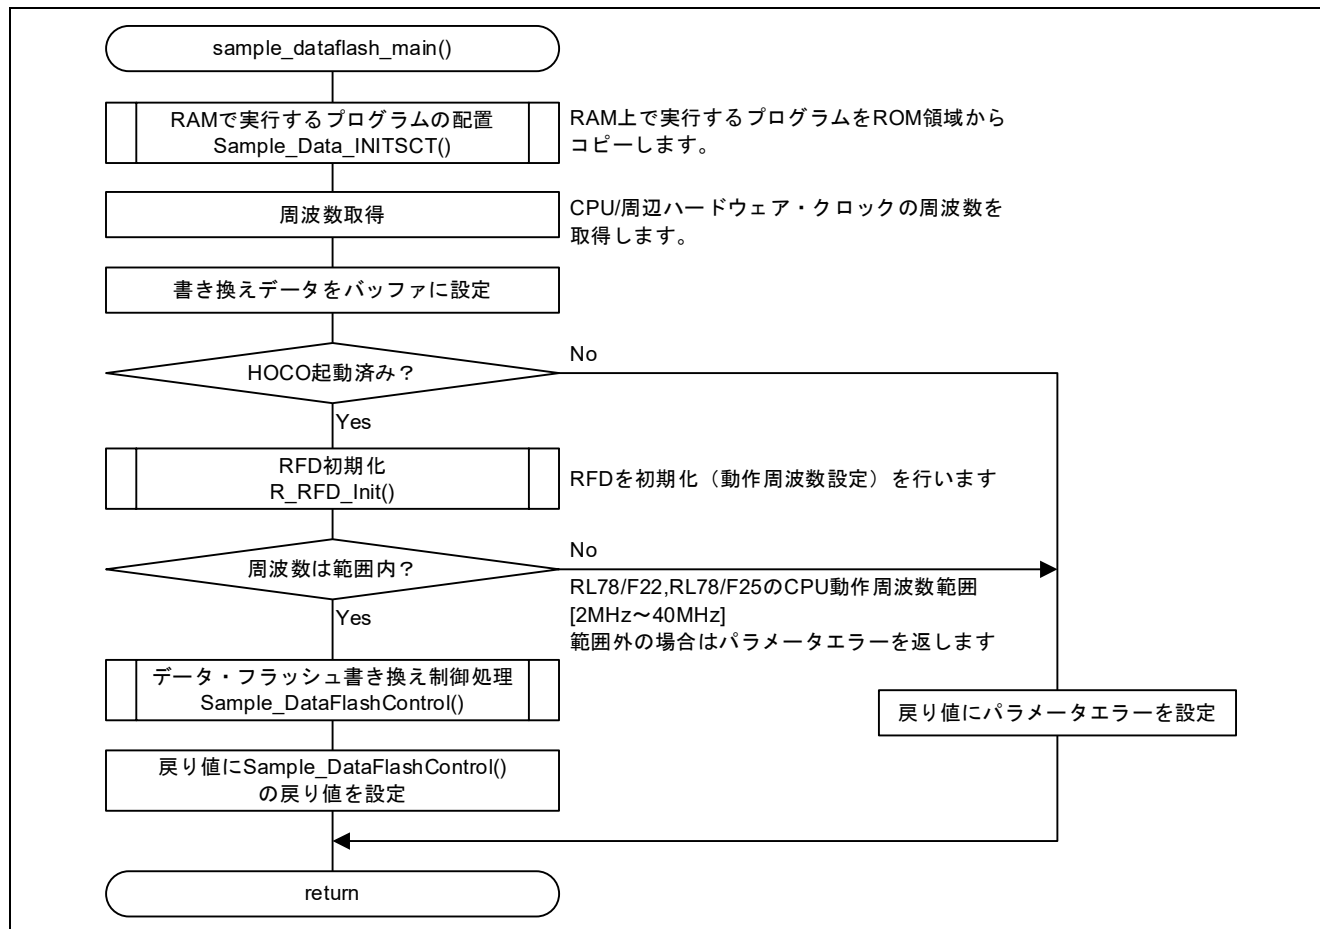 sample_dataflash_main()
RAMで実行するプログラムの配置
Sample_Data_INITSCT()
RAM上で実行するプログラムをROM領域から
コピーします。
周波数取得
CPU/周辺ハードウェア・クロックの周波数を
取得します。
書き換えデータをバッファに設定
HOCO起動済み？
No
Yes
RFD初期化
R_RFD_Init()
RFDを初期化（動作周波数設定）を行います
周波数は範囲内？
No
RL78/F22,RL78/F25のCPU動作周波数範囲
[2MHz～40MHz]
範囲外の場合はパラメータエラーを返します
Yes
データ・フラッシュ書き換え制御処理
Sample_DataFlashControl()
戻り値にパラメータエラーを設定
戻り値にSample_DataFlashControl()
の戻り値を設定
return